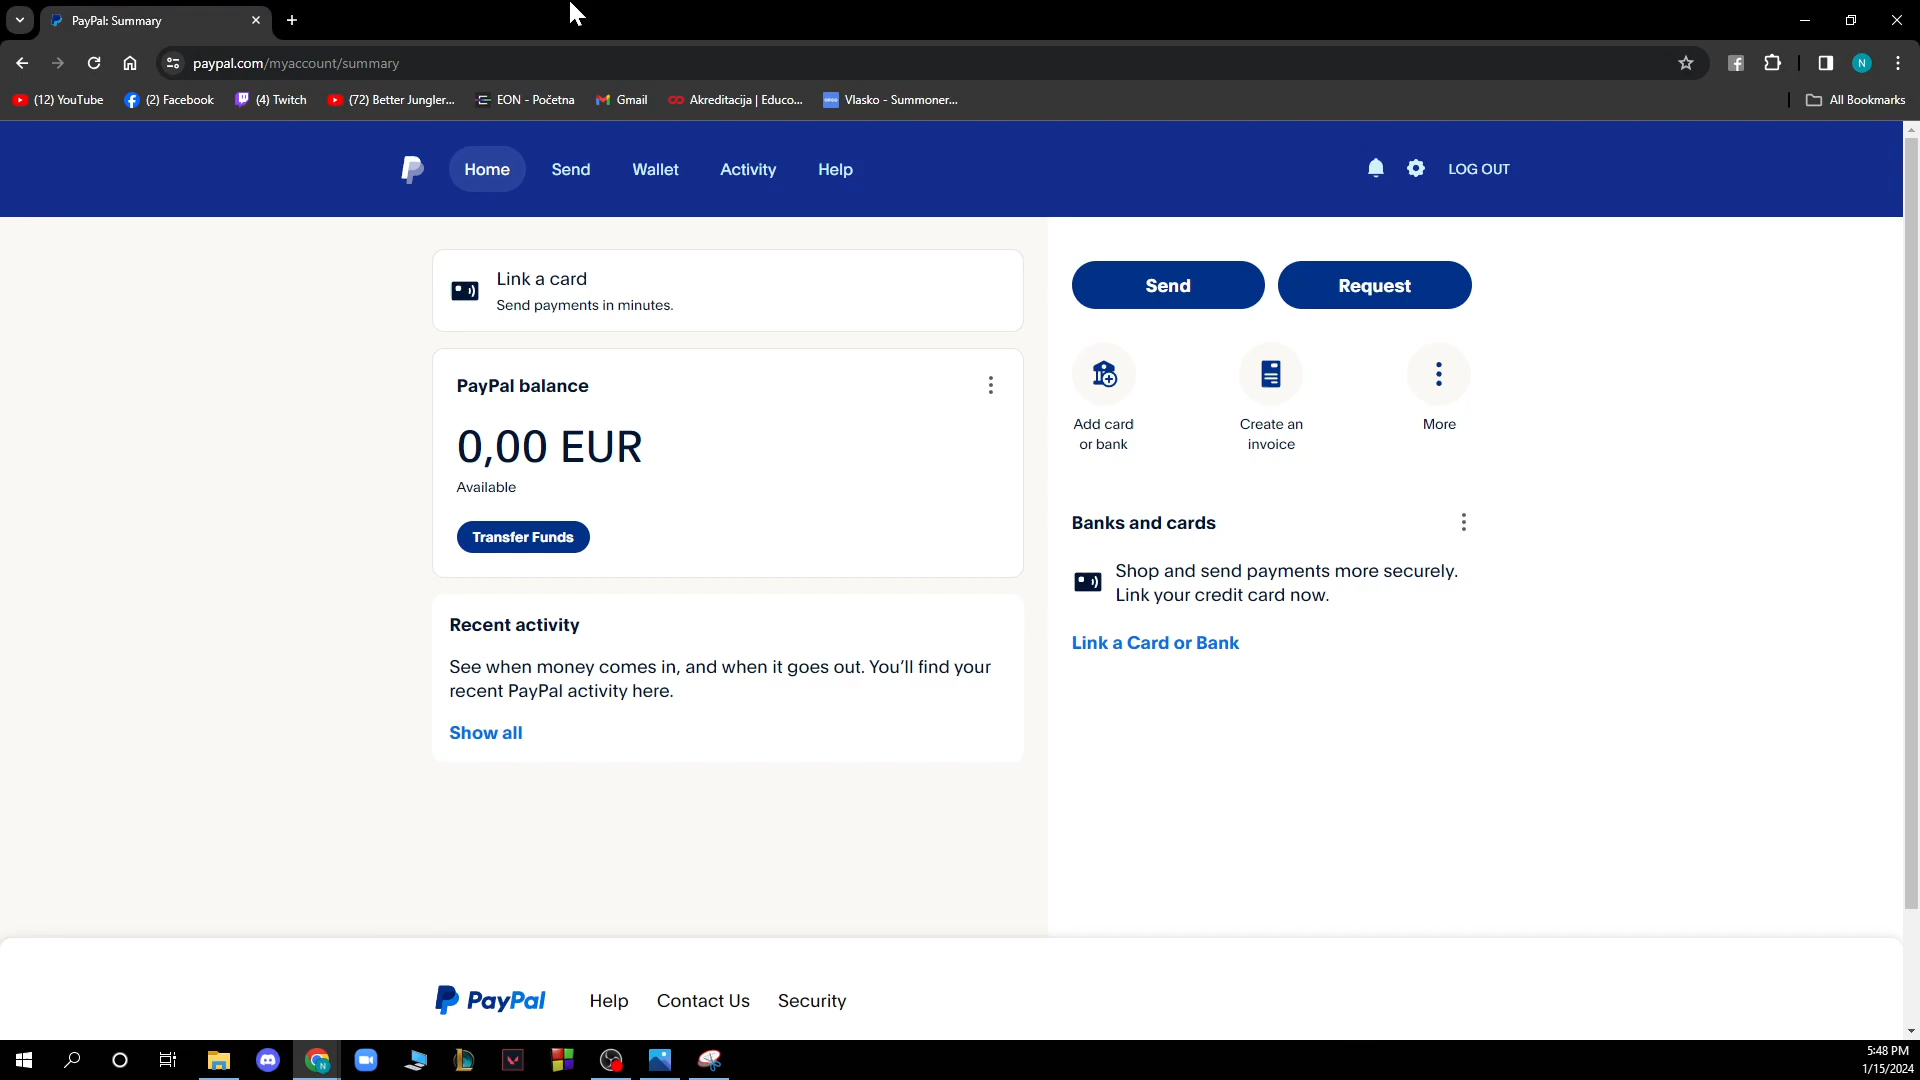 PayPal: Summary
paypal.com/myaccount/summary
N
(12) YouTube
(2) Facebook
(4) Twitch
(72) Better Jungler...
EON - Početna
Gmail
Akreditacija | Educo...
Vlasko - Summoner...
All Bookmarks
Home
Send
Wallet
Activity
Help
LOG OUT
Link a card
Send payments in minutes.
PayPal balance
0,00 EUR
Available
Transfer Funds
Recent activity
See when money comes in, and when it goes out. You’ll find your
recent PayPal activity here.
Show all
Send
Request
Add card
or bank
Create an
invoice
More
Banks and cards
Shop and send payments more securely.
Link your credit card now.
Link a Card or Bank
PayPal
Help
Contact Us
Security
5:48 PM
1/15/2024